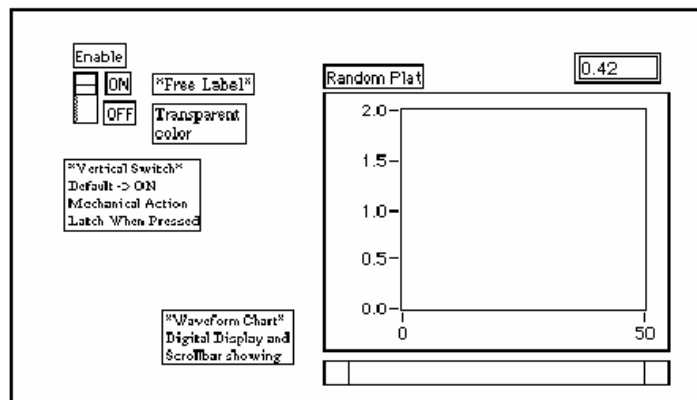 Enable
ON
OFF
*Free Label*
Transparent
color
*Vertical Switch*
Default -> ON
Mechanical Action
Latch When Pressed
*Waveform Chart*
Digital Display and
Scrollbar showing
Random Plat
0.42
2.0
1.5
1.0
0.5
0.0
0
50